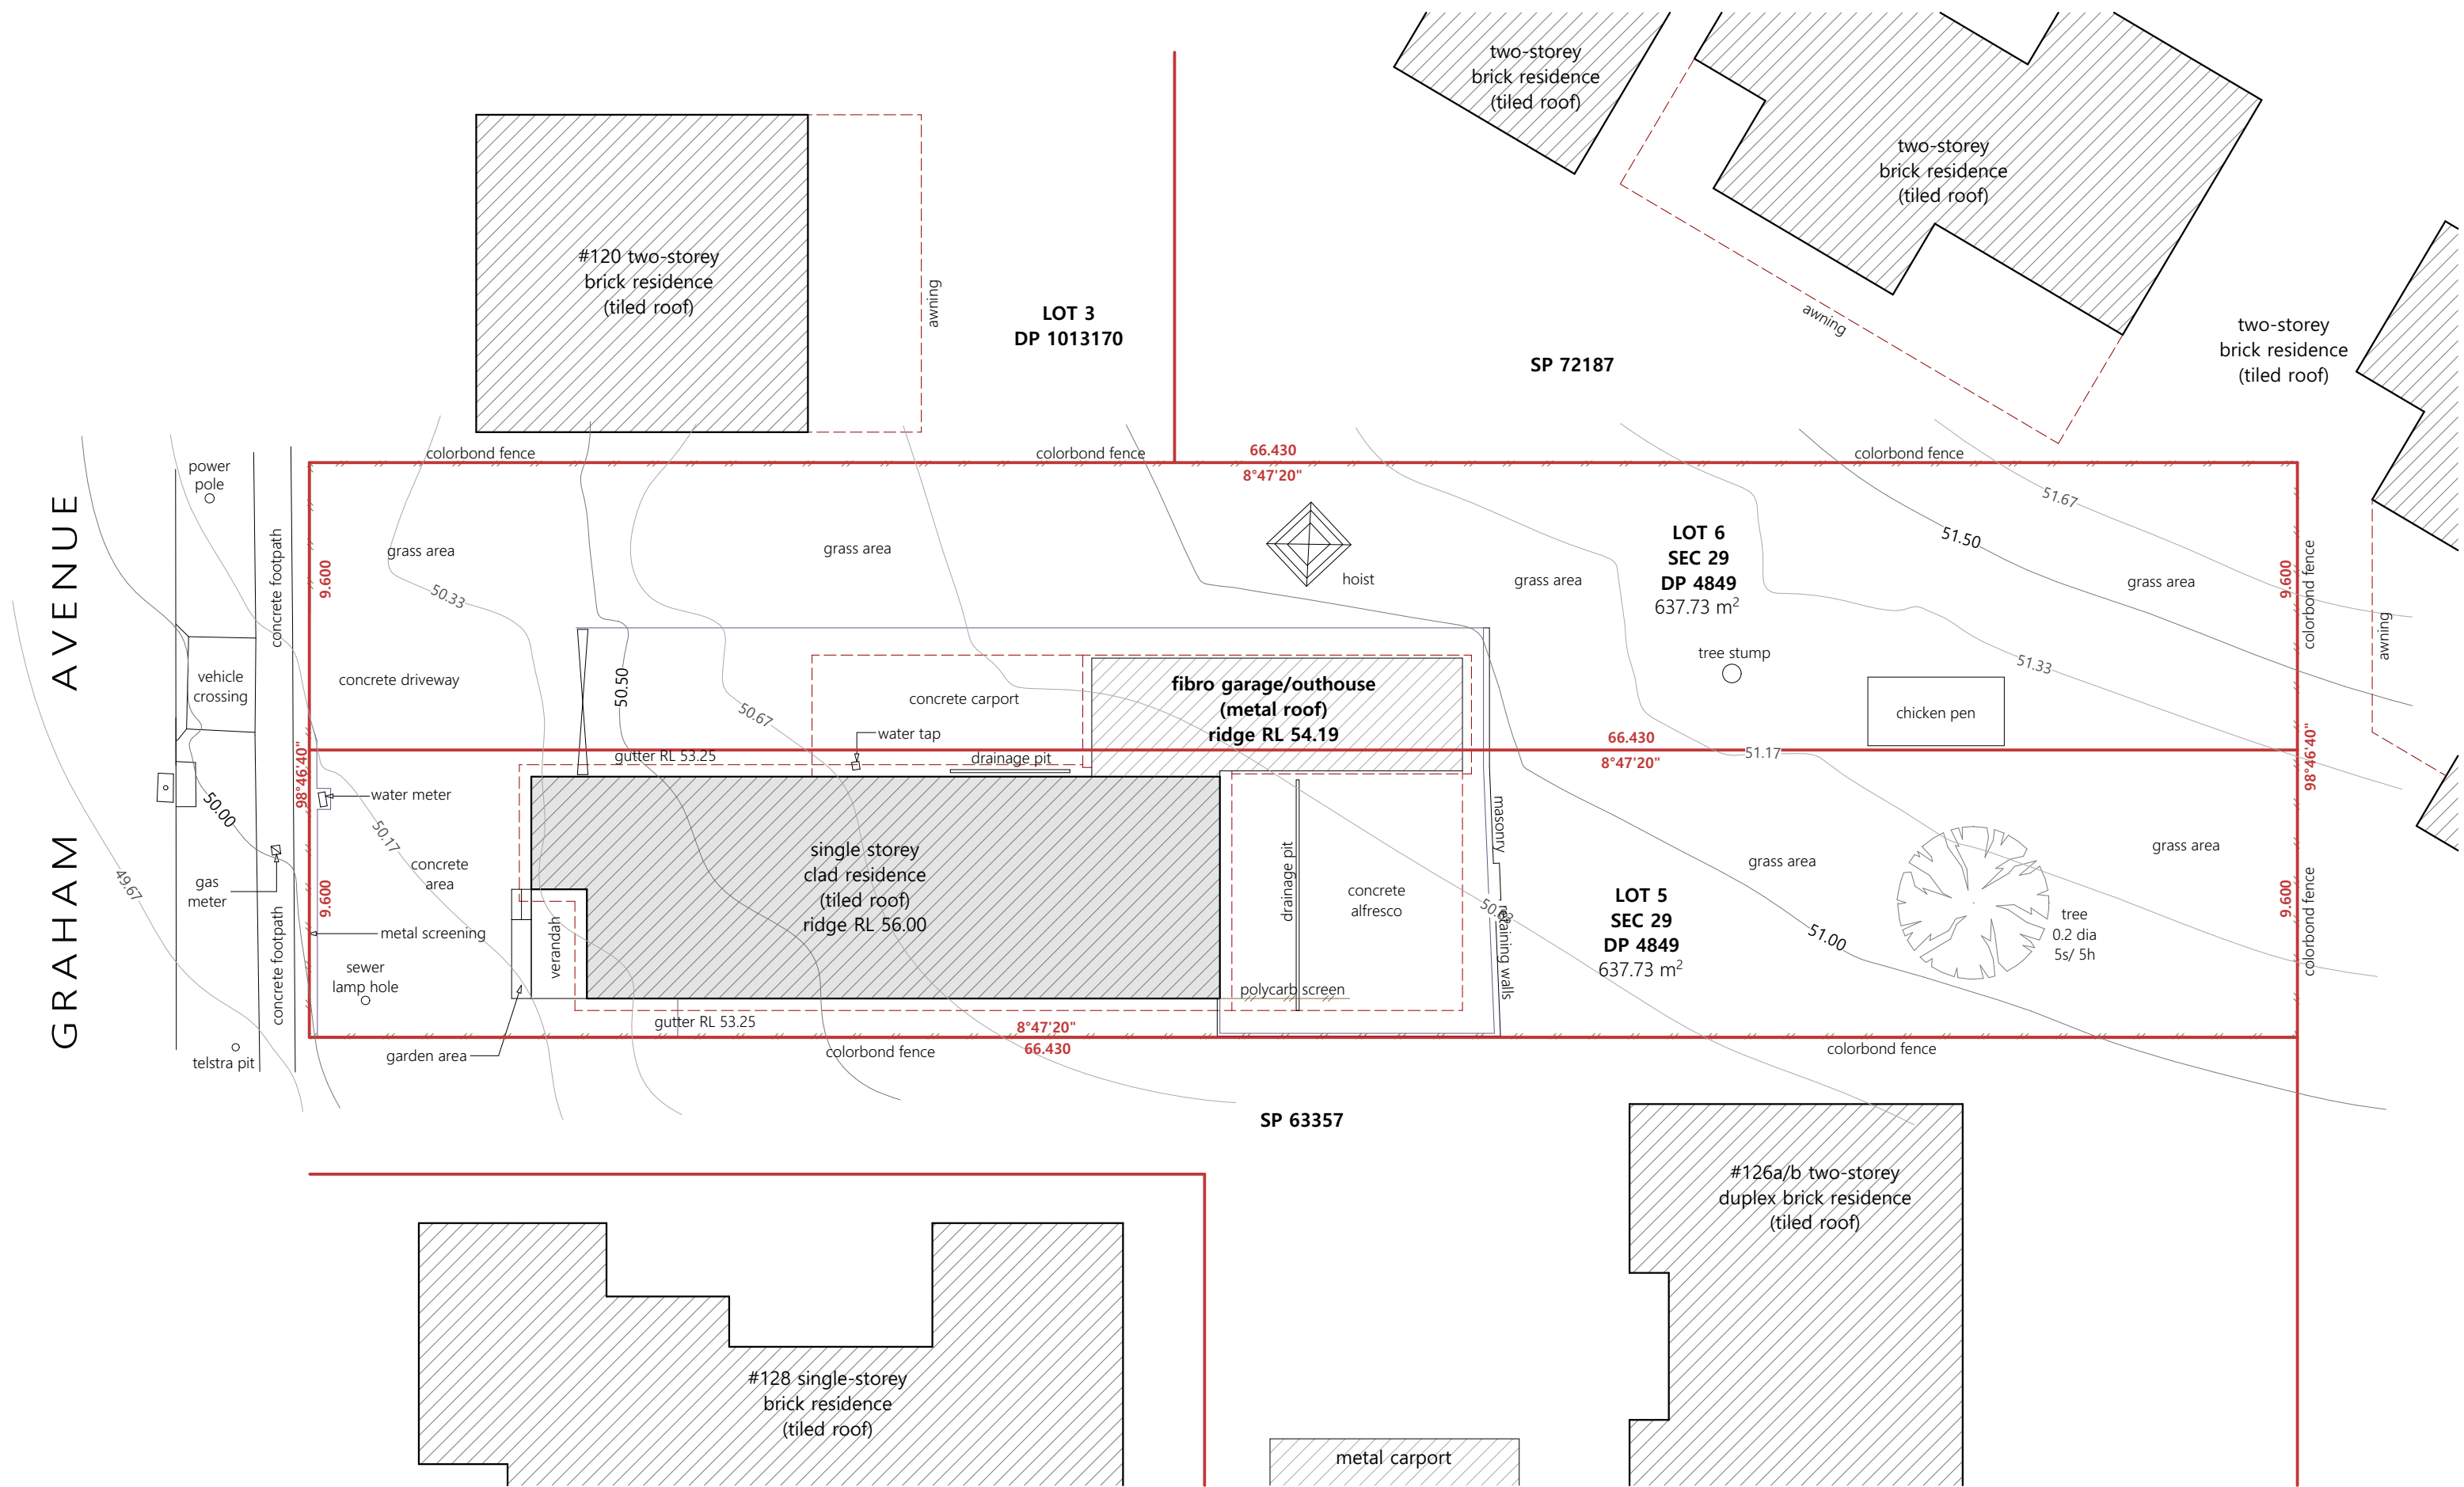 two-storey
brick residence
(tiled roof)
two-storey
brick residence
(tiled roof)
#120 two-storey
brick residence
(tiled roof)
awning
LOT 3
DP 1013170
SP 72187
awning
two-storey
brick residence
(tiled roof)
colorbond fence
colorbond fence
66.430
8°47'20"
colorbond fence
power
pole
GRAHAM AVENUE
concrete footpath
9.600
grass area
50.33
grass area
hoist
grass area
LOT 6
SEC 29
DP 4849
637.73 m²
51.67
51.50
grass area
9.600
colorbond fence
awning
vehicle
crossing
concrete driveway
50.50
50.67
concrete carport
fibro garage/outhouse
(metal roof)
ridge RL 54.19
tree stump
51.33
chicken pen
water tap
gutter RL 53.25
drainage pit
66.430
8°47'20"
51.17
98°46'40"
98°46'40"
50.00
water meter
50.17
concrete
area
49.67
gas
meter
9.600
metal screening
sewer
lamp hole
concrete footpath
verandah
single storey
clad residence
(tiled roof)
ridge RL 56.00
drainage pit
concrete
alfresco
masonry
retaining walls
50.83
polycarb screen
LOT 5
SEC 29
DP 4849
637.73 m²
grass area
51.00
tree
0.2 dia
5s/ 5h
grass area
9.600
colorbond fence
gutter RL 53.25
8°47'20"
66.430
garden area
colorbond fence
colorbond fence
telstra pit
SP 63357
#126a/b two-storey
duplex brick residence
(tiled roof)
#128 single-storey
brick residence
(tiled roof)
metal carport